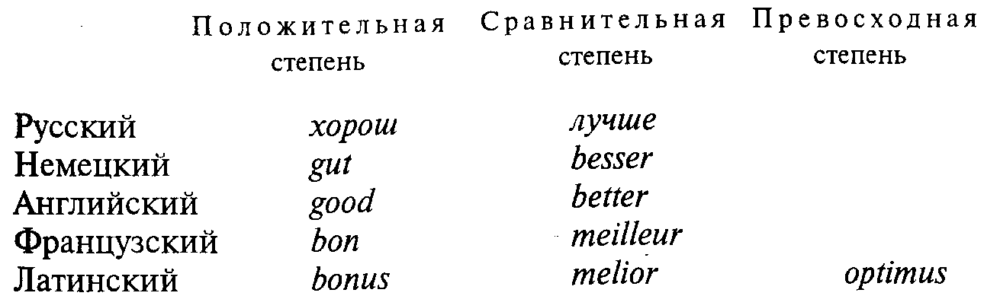 Положительная степень Сравнительная степень Превосходная степень
Русский хорош лучше
Немецкий gut besser
Английский good better
Французский bon meilleur
Латинский bonus melior optimus